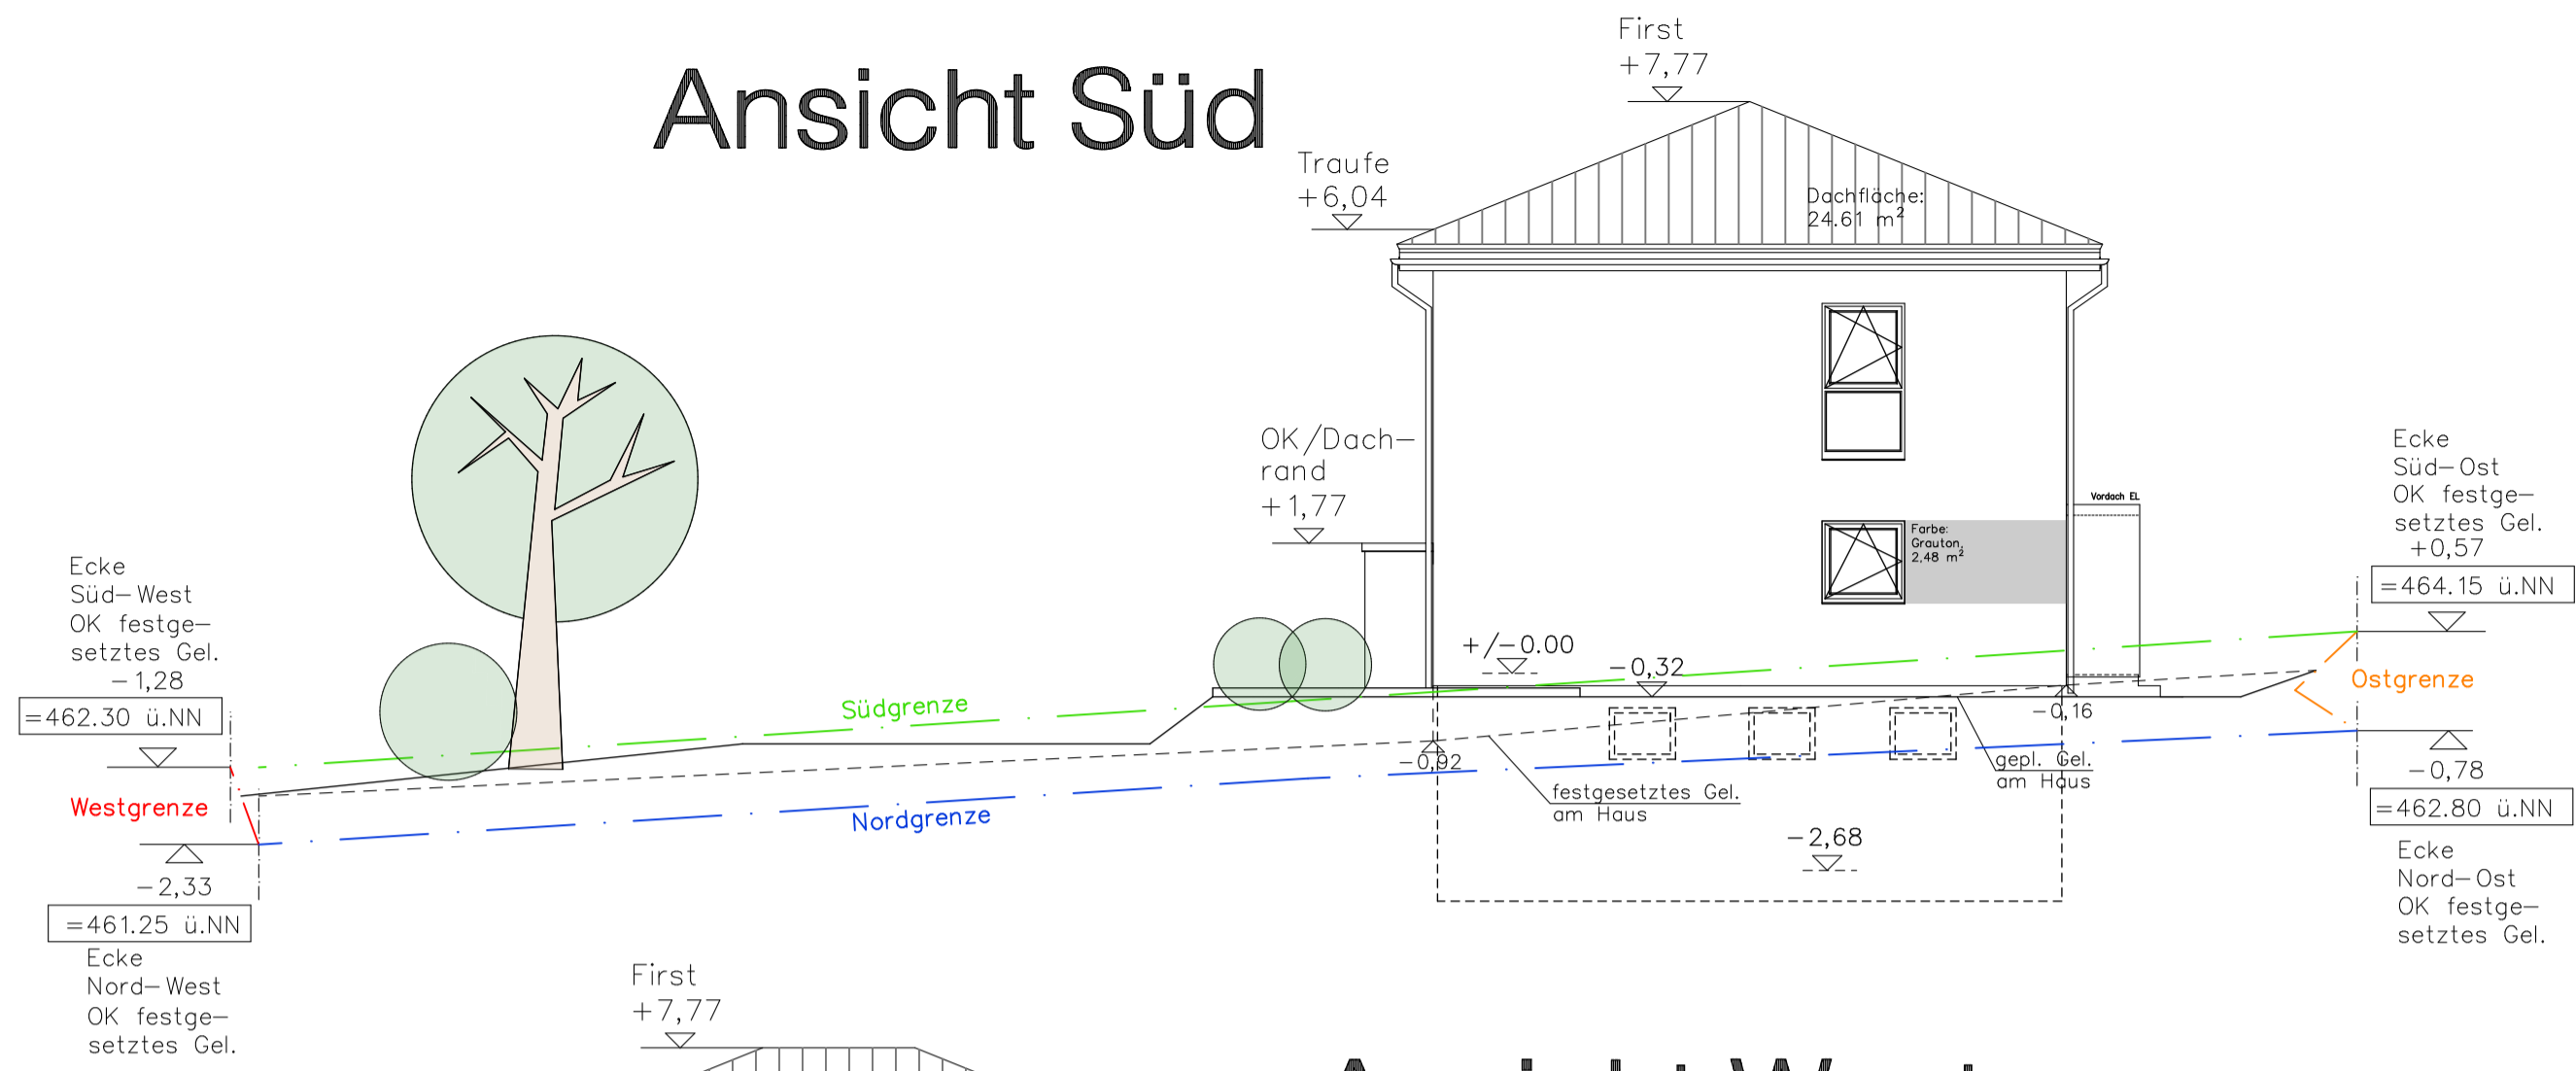 Ansicht Süd
First
+7,77
Traufe
+6,04
Dachfläche:
24.61 m²
OK/Dach-
rand
+1,77
Vordach EL
Farbe:
Grauton,
2,48 m²
Ecke
Süd-Ost
OK festge-
setztes Gel.
+0,57
=464.15 ü.NN
Ecke
Süd-West
OK festge-
setztes Gel.
-1,28
=462.30 ü.NN
+/-0.00
-0,32
Südgrenze
Ostgrenze
-0,16
-0,92
gepl. Gel.
am Haus
festgesetztes Gel.
am Haus
Westgrenze
Nordgrenze
-2,68
-0,78
=462.80 ü.NN
Ecke
Nord-Ost
OK festge-
setztes Gel.
-2,33
=461.25 ü.NN
Ecke
Nord-West
OK festge-
setztes Gel.
First
+7,77